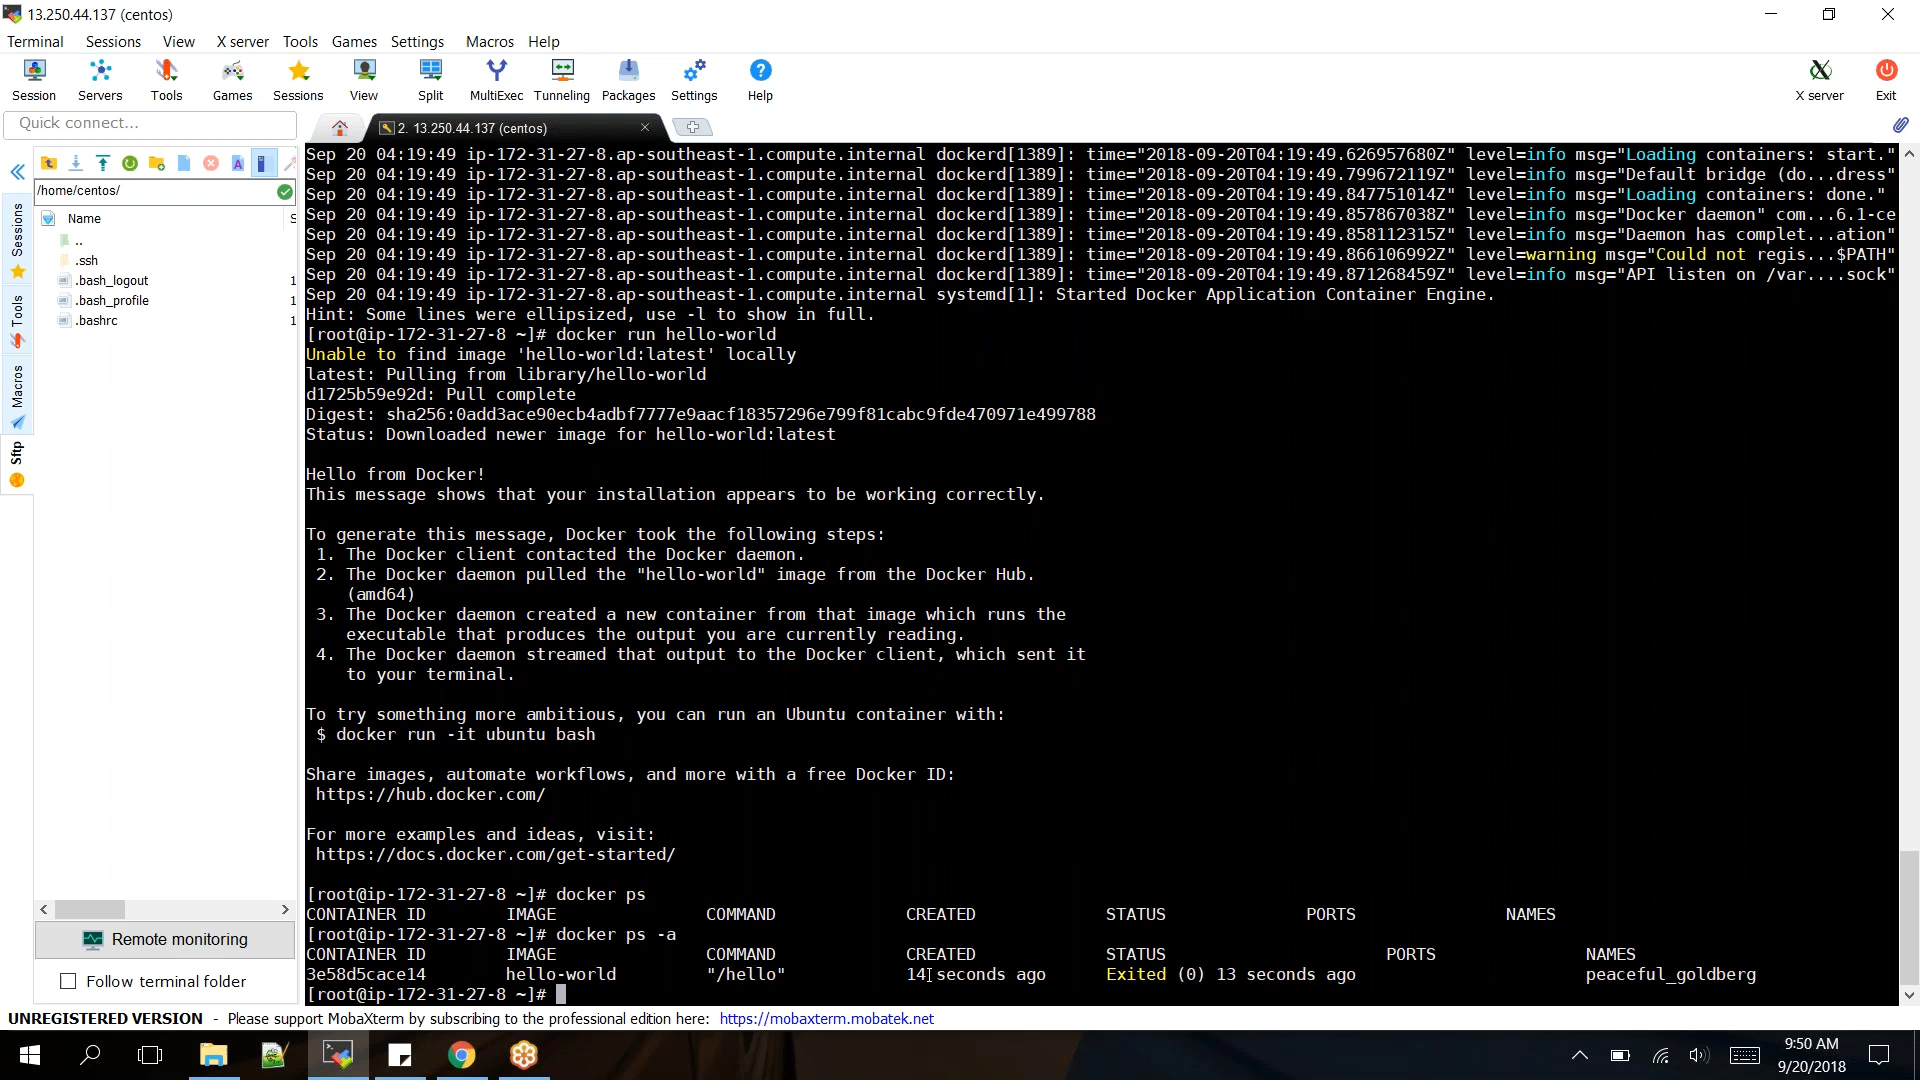 13.250.44.137 (centos)
Terminal Sessions View X server Tools Games Settings Macros Help
Session Servers Tools Games Sessions View Split MultiExec Tunneling Packages Settings Help X server Exit
Quick connect...
2. 13.250.44.137 (centos)
/home/centos/
Name S
..
.ssh
.bash_logout 1
.bash_profile 1
.bashrc 1
Sessions
Tools
Macros
Sftp
Remote monitoring
Follow terminal folder
Sep 20 04:19:49 ip-172-31-27-8.ap-southeast-1.compute.internal dockerd[1389]: time="2018-09-20T04:19:49.626957680Z" level=info msg="Loading containers: start."
Sep 20 04:19:49 ip-172-31-27-8.ap-southeast-1.compute.internal dockerd[1389]: time="2018-09-20T04:19:49.799672119Z" level=info msg="Default bridge (do...dress"
Sep 20 04:19:49 ip-172-31-27-8.ap-southeast-1.compute.internal dockerd[1389]: time="2018-09-20T04:19:49.847751014Z" level=info msg="Loading containers: done."
Sep 20 04:19:49 ip-172-31-27-8.ap-southeast-1.compute.internal dockerd[1389]: time="2018-09-20T04:19:49.857867038Z" level=info msg="Docker daemon" com...6.1-ce
Sep 20 04:19:49 ip-172-31-27-8.ap-southeast-1.compute.internal dockerd[1389]: time="2018-09-20T04:19:49.858112315Z" level=info msg="Daemon has complet...ation"
Sep 20 04:19:49 ip-172-31-27-8.ap-southeast-1.compute.internal dockerd[1389]: time="2018-09-20T04:19:49.866106992Z" level=warning msg="Could not regis...$PATH"
Sep 20 04:19:49 ip-172-31-27-8.ap-southeast-1.compute.internal dockerd[1389]: time="2018-09-20T04:19:49.871268459Z" level=info msg="API listen on /var....sock"
Sep 20 04:19:49 ip-172-31-27-8.ap-southeast-1.compute.internal systemd[1]: Started Docker Application Container Engine.
Hint: Some lines were ellipsized, use -l to show in full.
[root@ip-172-31-27-8 ~]# docker run hello-world
Unable to find image 'hello-world:latest' locally
latest: Pulling from library/hello-world
d1725b59e92d: Pull complete
Digest: sha256:0add3ace90ecb4adbf7777e9aacf18357296e799f81cabc9fde470971e499788
Status: Downloaded newer image for hello-world:latest
Hello from Docker!
This message shows that your installation appears to be working correctly.
To generate this message, Docker took the following steps:
1. The Docker client contacted the Docker daemon.
2. The Docker daemon pulled the "hello-world" image from the Docker Hub.
(amd64)
3. The Docker daemon created a new container from that image which runs the
executable that produces the output you are currently reading.
4. The Docker daemon streamed that output to the Docker client, which sent it
to your terminal.
To try something more ambitious, you can run an Ubuntu container with:
$ docker run -it ubuntu bash
Share images, automate workflows, and more with a free Docker ID:
https://hub.docker.com/
For more examples and ideas, visit:
https://docs.docker.com/get-started/
[root@ip-172-31-27-8 ~]# docker ps
CONTAINER ID IMAGE COMMAND CREATED STATUS PORTS NAMES
[root@ip-172-31-27-8 ~]# docker ps -a
CONTAINER ID IMAGE COMMAND CREATED STATUS PORTS NAMES
3e58d5cace14 hello-world "/hello" 14 seconds ago Exited (0) 13 seconds ago peaceful_goldberg
[root@ip-172-31-27-8 ~]#
UNREGISTERED VERSION - Please support MobaXterm by subscribing to the professional edition here: https://mobaxterm.mobatek.net
9:50 AM
9/20/2018